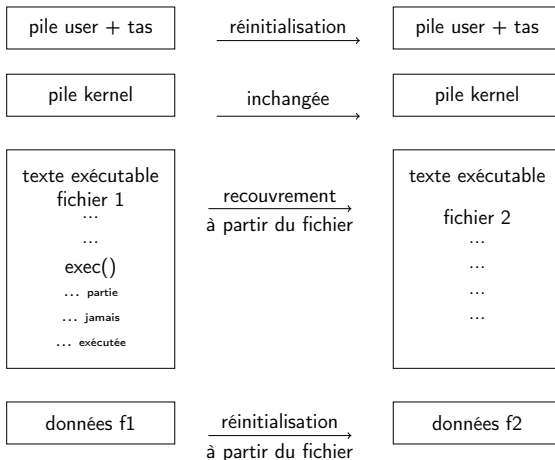 pile user + tas
réinitialisation
pile user + tas
pile kernel
inchangée
pile kernel
texte exécutable
fichier 1
...
...
exec()
... partie
... jamais
... exécutée
recouvrement
à partir du fichier
texte exécutable
fichier 2
...
...
...
...
données f1
réinitialisation
à partir du fichier
données f2